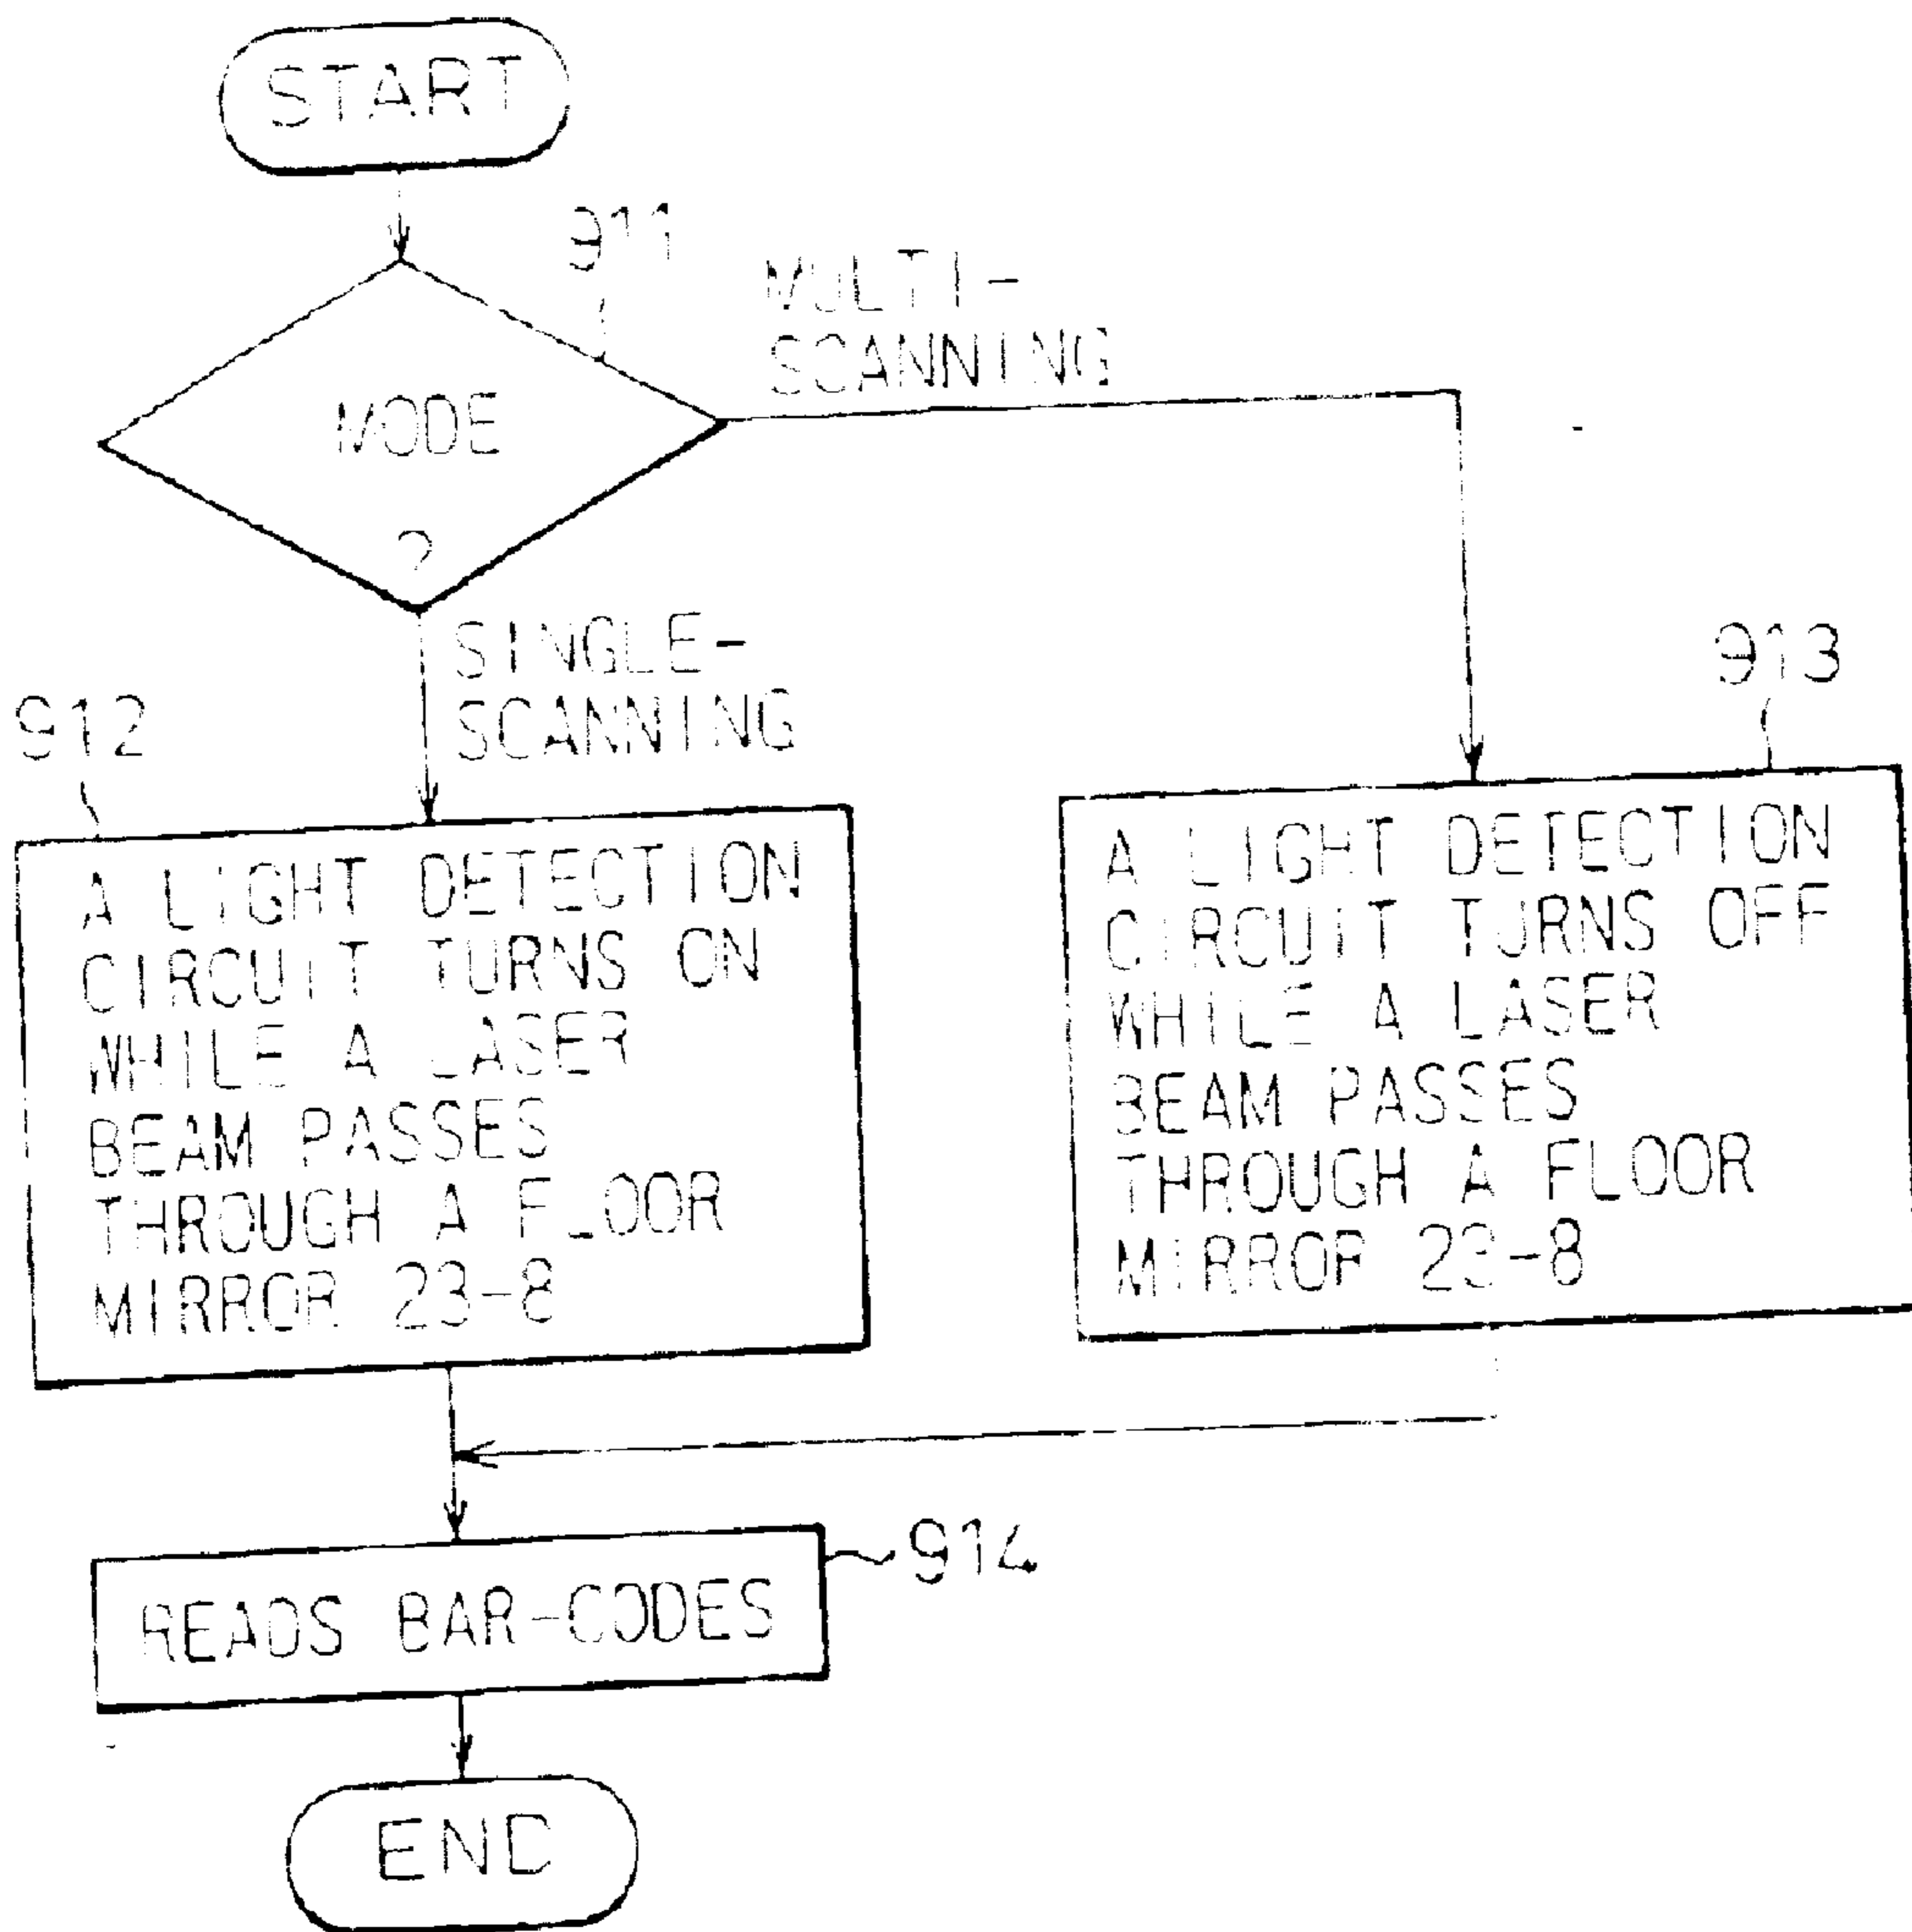 START
911
MULTI-
SCANNING
MODE
?
SINGLE-
SCANNING
912
913
A LIGHT DETECTION
CIRCUIT TURNS ON
WHILE A LASER
BEAM PASSES
THROUGH A FLOOR
MIRROR 23-8
A LIGHT DETECTION
CIRCUIT TURNS OFF
WHILE A LASER
BEAM PASSES
THROUGH A FLOOR
MIRROR 23-8
READS BAR-CODES
914
END